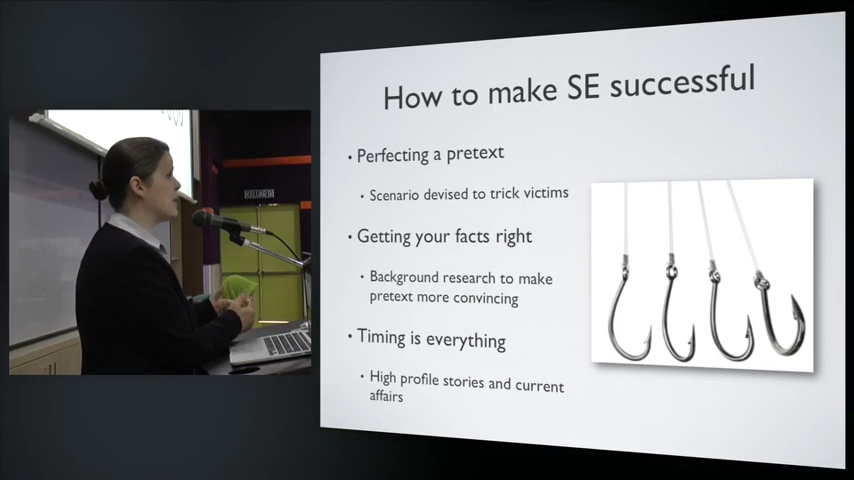 How to make SE successful
• Perfecting a pretext
• Scenario devised to trick victims
• Getting your facts right
• Background research to make
pretext more convincing
• Timing is everything
• High profile stories and current
affairs